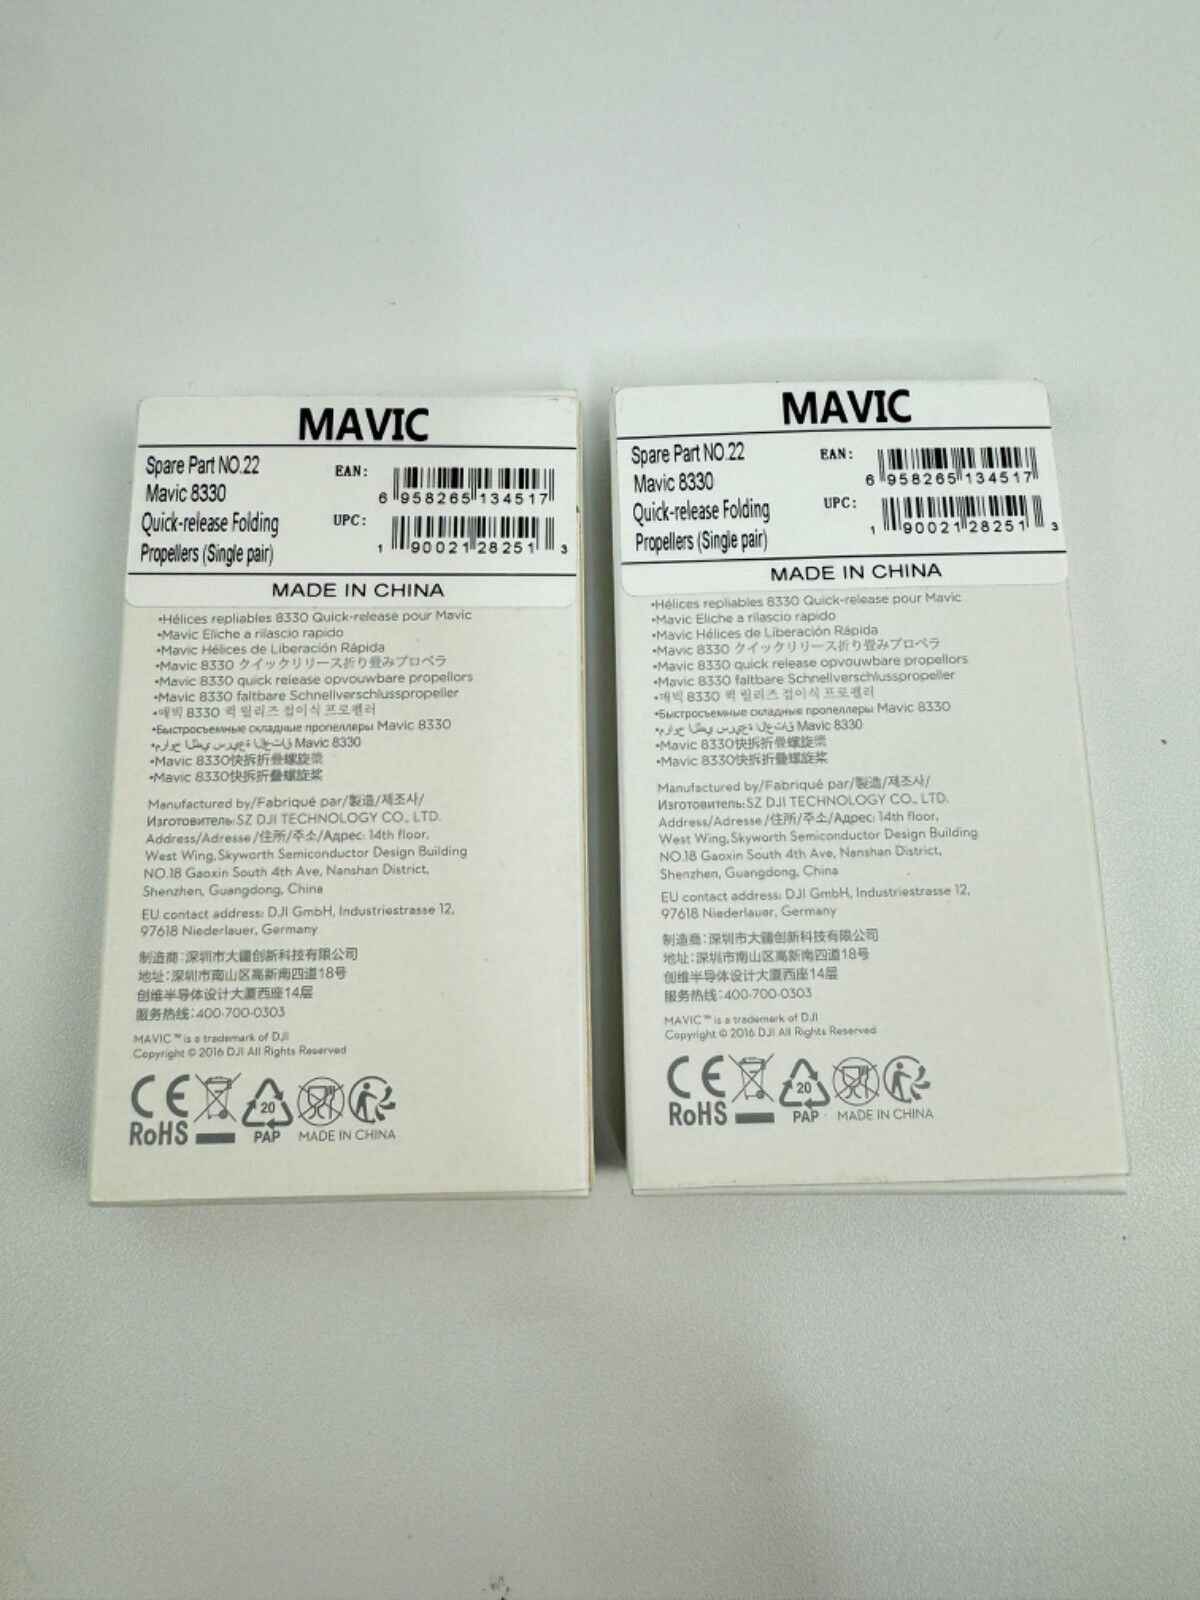 MAVIC
Spare Part NO.22
Mavic 8330
Quick-release Folding
Propellers (Single pair)
EAN:
6 958265 134517
UPC:
1 90021 28251 3
MADE IN CHINA
•Hélices repliables 8330 Quick-release pour Mavic
•Mavic Eliche a rilascio rapido
•Mavic Hélices de Liberación Rápida
•Mavic 8330 クイックリリース折り畳みプロペラ
•Mavic 8330 quick release opvouwbare propellors
•Mavic 8330 faltbare Schnellverschlusspropeller
•매빅 8330 퀵 릴리즈 접이식 프로펠러
•Быстросъемные складные пропеллеры Mavic 8330
Mavic 8330
•Mavic 8330快拆折疊螺旋槳
•Mavic 8330快拆折叠螺旋桨
Manufactured by/Fabriqué par/製造/제조사/
Изготовитель:SZ DJI TECHNOLOGY CO., LTD.
Address/Adresse/住所/주소/Адрес: 14th floor,
West Wing,Skyworth Semiconductor Design Building
NO.18 Gaoxin South 4th Ave, Nanshan District,
Shenzhen, Guangdong, China
EU contact address: DJI GmbH, Industriestrasse 12,
97618 Niederlauer, Germany
制造商:深圳市大疆创新科技有限公司
地址:深圳市南山区高新南四道18号
创维半导体设计大厦西座14层
服务热线:400-700-0303
MAVIC™ is a trademark of DJI
Copyright © 2016 DJI All Rights Reserved
CE
RoHS
20
PAP
MADE IN CHINA
MAVIC
Spare Part NO.22
Mavic 8330
Quick-release Folding
Propellers (Single pair)
EAN:
6 958265 134517
UPC:
1 90021 28251 3
MADE IN CHINA
•Hélices repliables 8330 Quick-release pour Mavic
•Mavic Eliche a rilascio rapido
•Mavic Hélices de Liberación Rápida
•Mavic 8330 クイックリリース折り畳みプロペラ
•Mavic 8330 quick release opvouwbare propellors
•Mavic 8330 faltbare Schnellverschlusspropeller
•매빅 8330 퀵 릴리즈 접이식 프로펠러
•Быстросъемные складные пропеллеры Mavic 8330
Mavic 8330
•Mavic 8330快拆折疊螺旋槳
•Mavic 8330快拆折叠螺旋桨
Manufactured by/Fabriqué par/製造/제조사/
Изготовитель:SZ DJI TECHNOLOGY CO., LTD.
Address/Adresse/住所/주소/Адрес: 14th floor,
West Wing,Skyworth Semiconductor Design Building
NO.18 Gaoxin South 4th Ave, Nanshan District,
Shenzhen, Guangdong, China
EU contact address: DJI GmbH, Industriestrasse 12,
97618 Niederlauer, Germany
制造商:深圳市大疆创新科技有限公司
地址:深圳市南山区高新南四道18号
创维半导体设计大厦西座14层
服务热线:400-700-0303
MAVIC™ is a trademark of DJI
Copyright © 2016 DJI All Rights Reserved
CE
RoHS
20
PAP
MADE IN CHINA